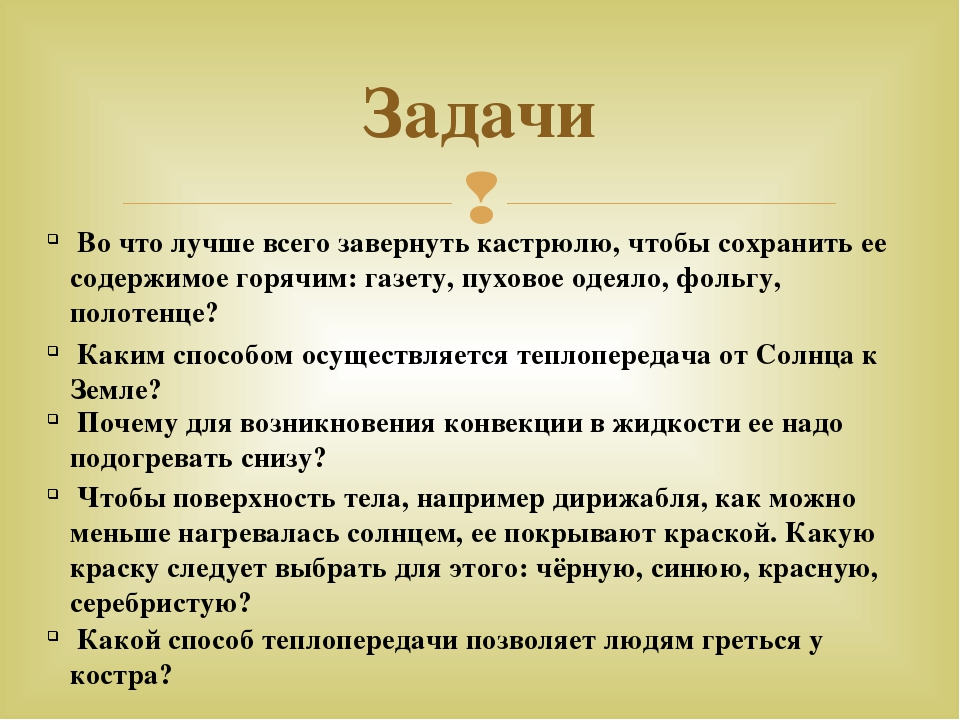 Задачи
Во что лучше всего завернуть кастрюлю, чтобы сохранить ее
содержимое горячим: газету, пуховое одеяло, фольгу,
полотенце?
Каким способом осуществляется теплопередача от Солнца к
Земле?
Почему для возникновения конвекции в жидкости ее надо
подогревать снизу?
Чтобы поверхность тела, например дирижабля, как можно
меньше нагревалась солнцем, ее покрывают краской. Какую
краску следует выбрать для этого: чёрную, синюю, красную,
серебристую?
Какой способ теплопередачи позволяет людям греться у
костра?